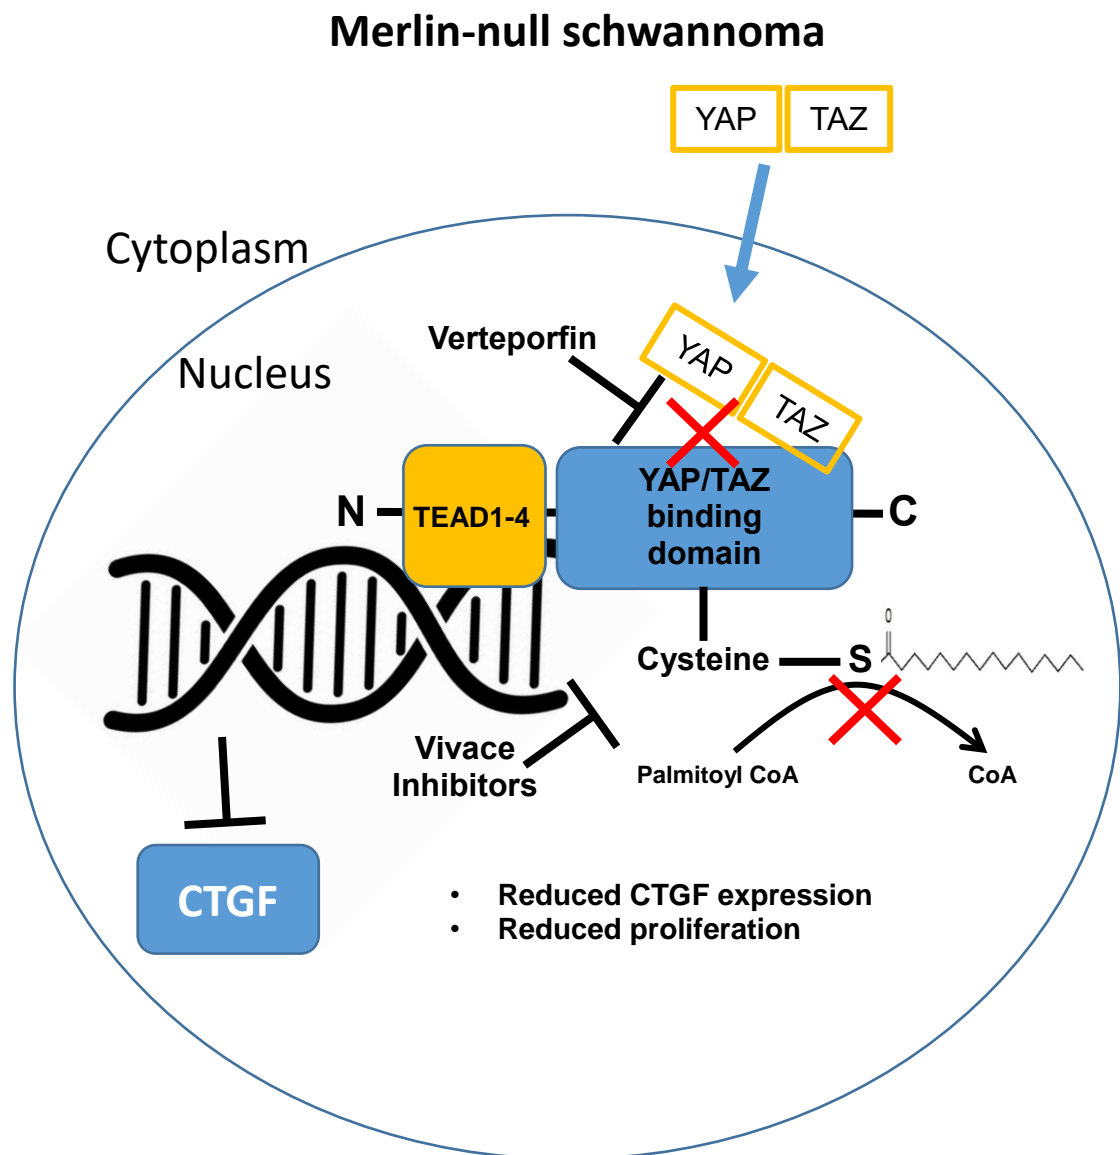 Merlin-null schwannoma
YAP TAZ
Cytoplasm
Verteporfin
YAP
TAZ
Nucleus
N
TEAD1-4
YAP/TAZ
binding
domain
C
O
Cysteine
S
Vivace
Inhibitors
Palmitoyl CoA
CoA
CTGF
• Reduced CTGF expression
• Reduced proliferation